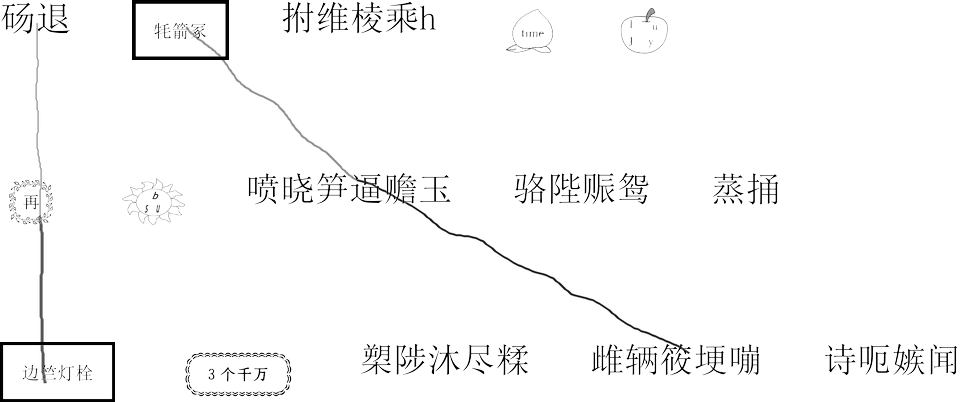 砀退
牦箭冢
拊维棱乘h
time
l u
l y
再
b
s u
喷晓笋逼赡玉
骆陛赈鸳
蒸捅
边竺灯栓
3个千万
槊陟沐尽糅
雌辆筱埂嘣
诗呃嫉闻